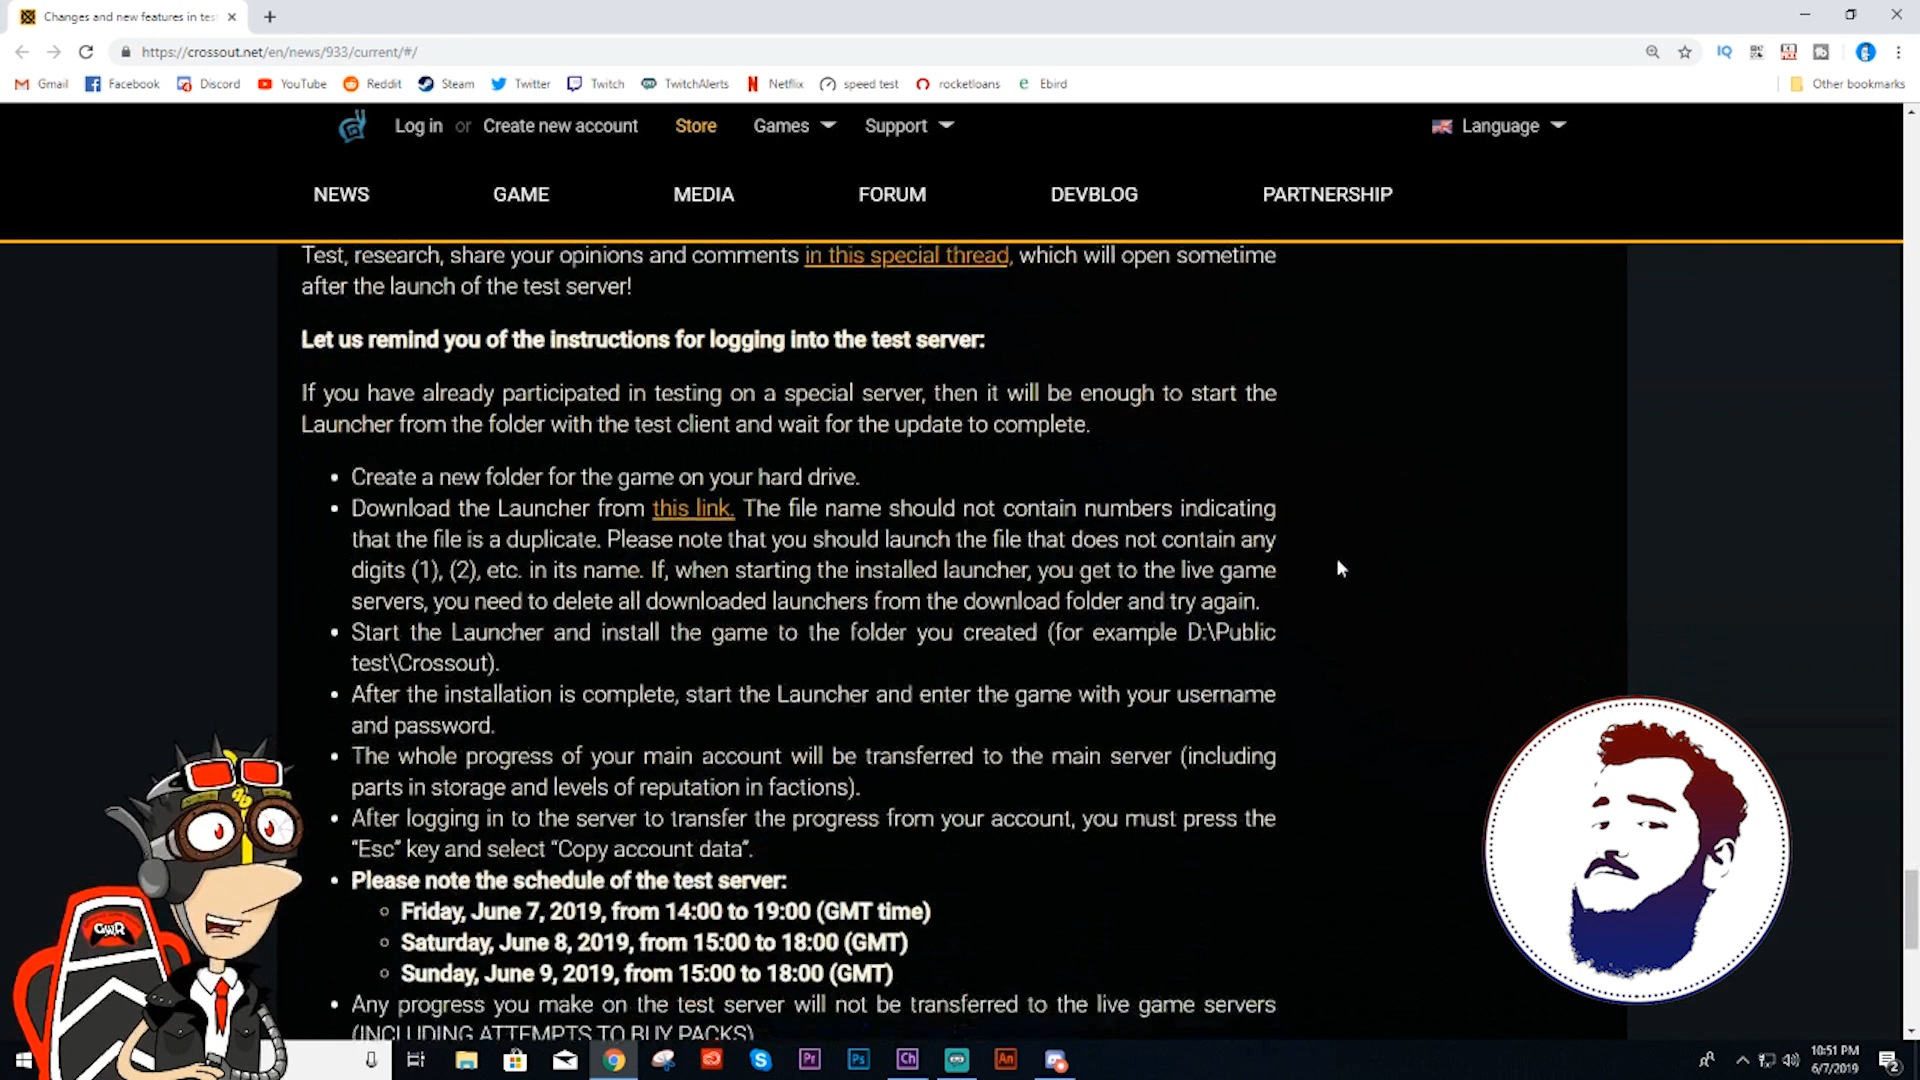 Changes and new features in tes
https://crossout.net/en/news/933/current/#/
IQ
Gmail Facebook Discord YouTube Reddit Steam Twitter Twitch TwitchAlerts Netflix speed test rocketloans Ebird Other bookmarks
Log in or Create new account Store Games Support Language
NEWS GAME MEDIA FORUM DEVBLOG PARTNERSHIP
Test, research, share your opinions and comments in this special thread, which will open sometime
after the launch of the test server!
Let us remind you of the instructions for logging into the test server:
If you have already participated in testing on a special server, then it will be enough to start the
Launcher from the folder with the test client and wait for the update to complete.
Create a new folder for the game on your hard drive.
Download the Launcher from this link. The file name should not contain numbers indicating
that the file is a duplicate. Please note that you should launch the file that does not contain any
digits (1), (2), etc. in its name. If, when starting the installed launcher, you get to the live game
servers, you need to delete all downloaded launchers from the download folder and try again.
Start the Launcher and install the game to the folder you created (for example D:\Public
test\Crossout).
After the installation is complete, start the Launcher and enter the game with your username
and password.
The whole progress of your main account will be transferred to the main server (including
parts in storage and levels of reputation in factions).
After logging in to the server to transfer the progress from your account, you must press the
“Esc” key and select “Copy account data”.
Please note the schedule of the test server:
Friday, June 7, 2019, from 14:00 to 19:00 (GMT time)
Saturday, June 8, 2019, from 15:00 to 18:00 (GMT)
Sunday, June 9, 2019, from 15:00 to 18:00 (GMT)
Any progress you make on the test server will not be transferred to the live game servers
(INCLUDING ATTEMPTS TO BUY PACKS)
GWR
Pr Ps Ch An
10:51 PM
6/7/2019
2